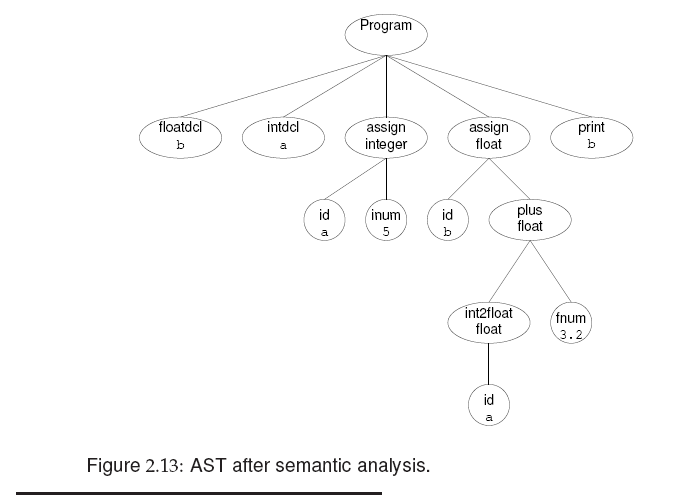 Program
floatdcl
b
intdcl
a
assign
integer
assign
float
print
b
id
a
inum
5
id
b
plus
float
int2float
float
fnum
3.2
id
a
Figure 2.13: AST after semantic analysis.